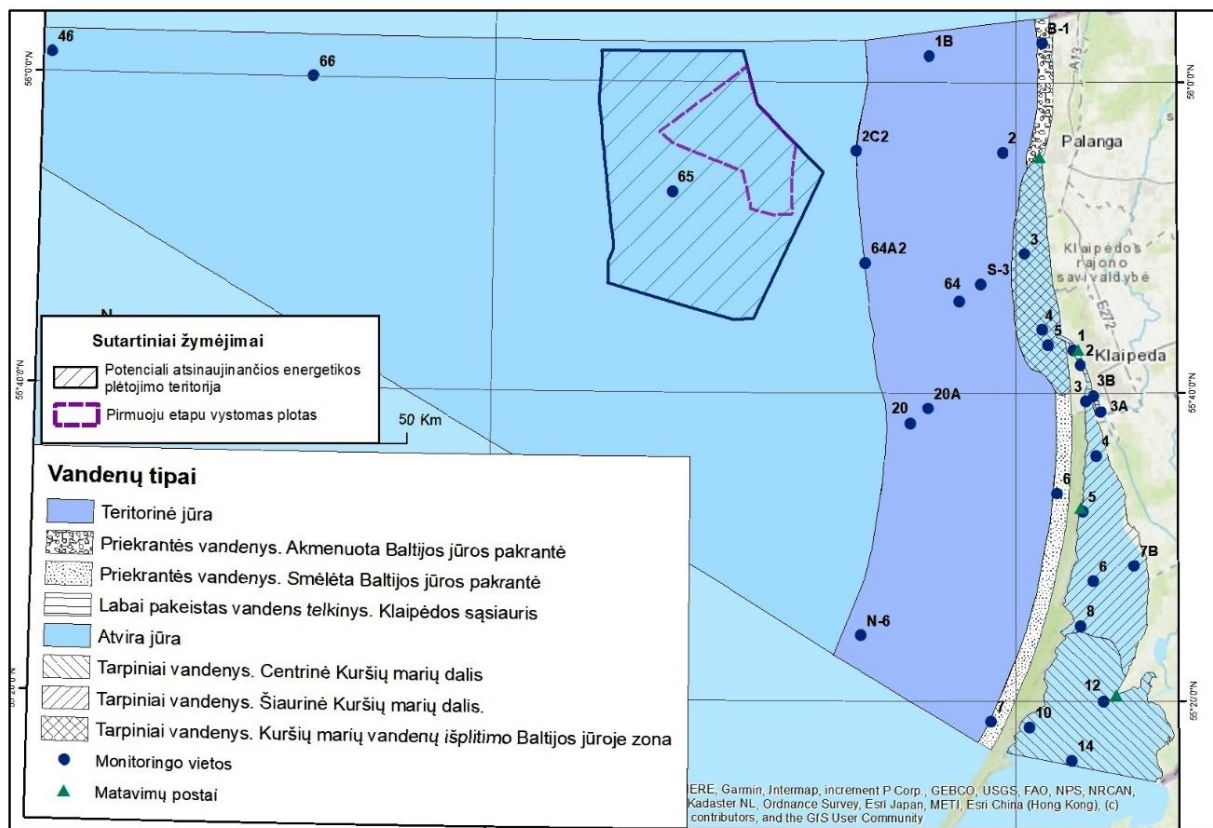 46
66
1B
B-1
A13
56°0'0"N
56°0'0"N
2C2
2
Palanga
65
3
Klaipėdos
rajono
savivaldybė
64A2
S-3
64
E272
4
5
1
2
Klaipėda
N
Sutartiniai žymėjimai
Potenciali atsinaujinančios energetikos
plėtojimo teritorija
Pirmuoju etapu vystomas plotas
50 Km
55°40'0"N
55°40'0"N
3B
3
3A
20A
20
4
6
5
7B
6
8
N-6
12
7
10
14
55°20'0"N
Vandenų tipai
Teritorinė jūra
Priekrantės vandenys. Akmenuota Baltijos jūros pakrantė
Priekrantės vandenys. Smėlėta Baltijos jūros pakrantė
Labai pakeistas vandens telkinys. Klaipėdos sąsiauris
Atvira jūra
Tarpiniai vandenys. Centrinė Kuršių marių dalis
Tarpiniai vandenys. Šiaurinė Kuršių marių dalis.
Tarpiniai vandenys. Kuršių marių vandenų išplitimo Baltijos jūroje zona
Monitoringo vietos
Matavimų postai
ERE, Garmin, Intermap, increment P Corp., GEBCO, USGS, FAO, NPS, NRCAN,
Kadaster NL, Ordnance Survey, Esri Japan, METI, Esri China (Hong Kong), (c)
contributors, and the GIS User Community